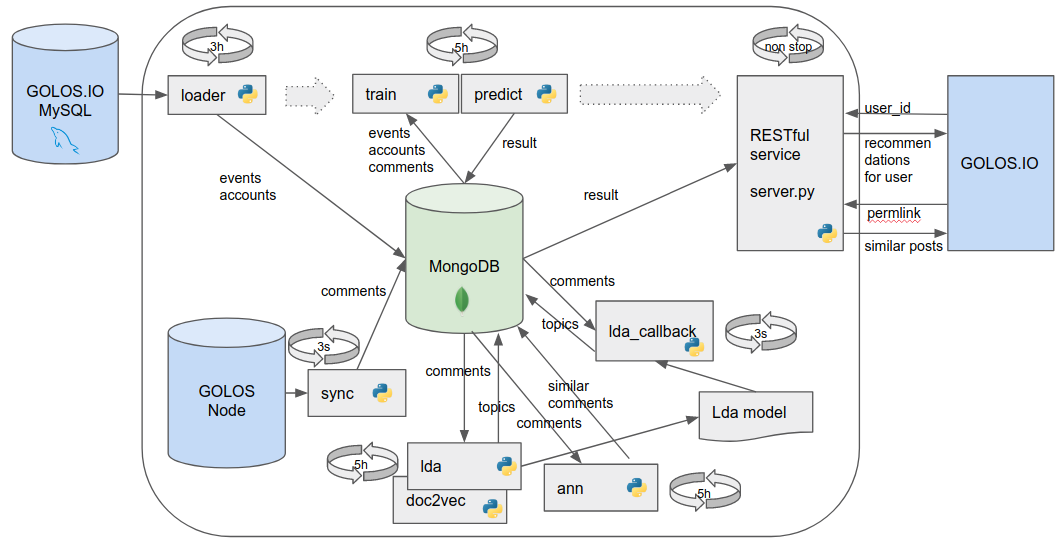 GOLOS.IO
MySQL
3h
loader
5h
train
predict
non stop
events
accounts
comments
result
events
accounts
result
RESTful
service
server.py
user_id
recommen
dations
for user
permlink
similar posts
GOLOS.IO
MongoDB
comments
comments
topics
lda_callback
3s
GOLOS
Node
3s
sync
comments
topics
similar
comments
comments
Lda model
5h
lda
doc2vec
ann
5h